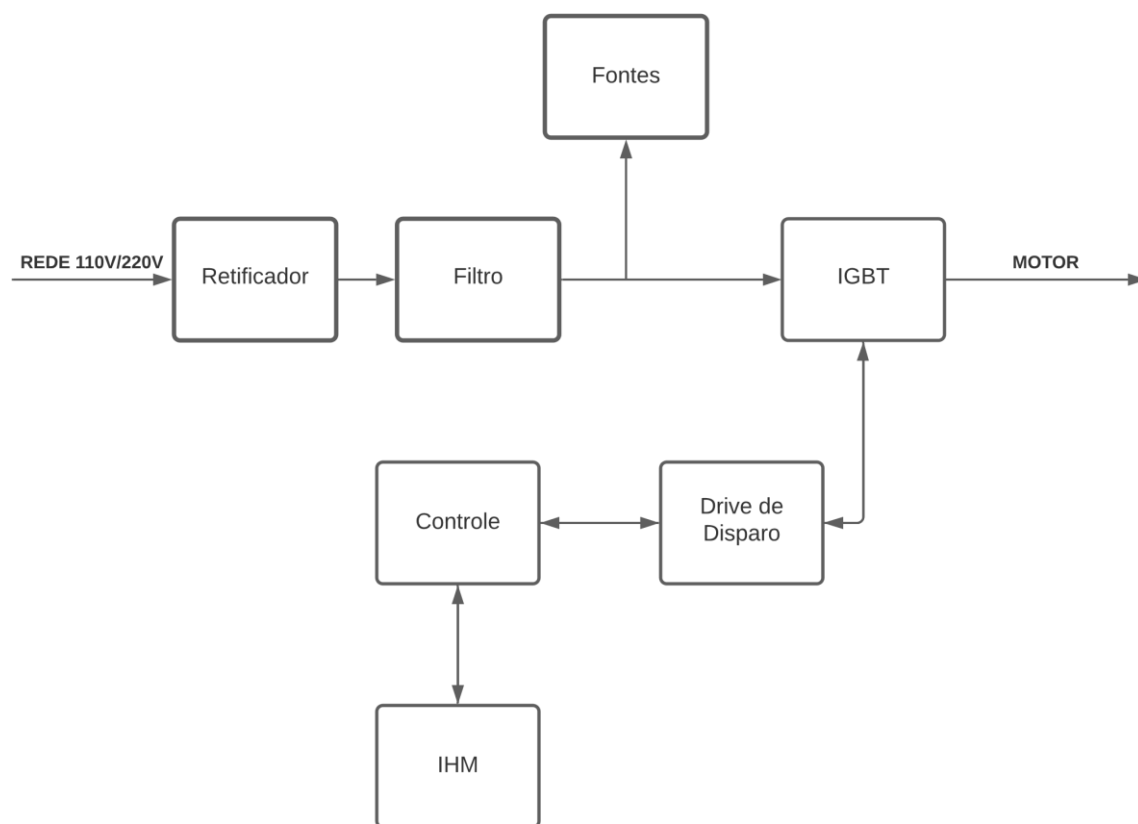 Fontes
REDE 110V/220V
Retificador
Filtro
IGBT
MOTOR
Controle
Drive de
Disparo
IHM